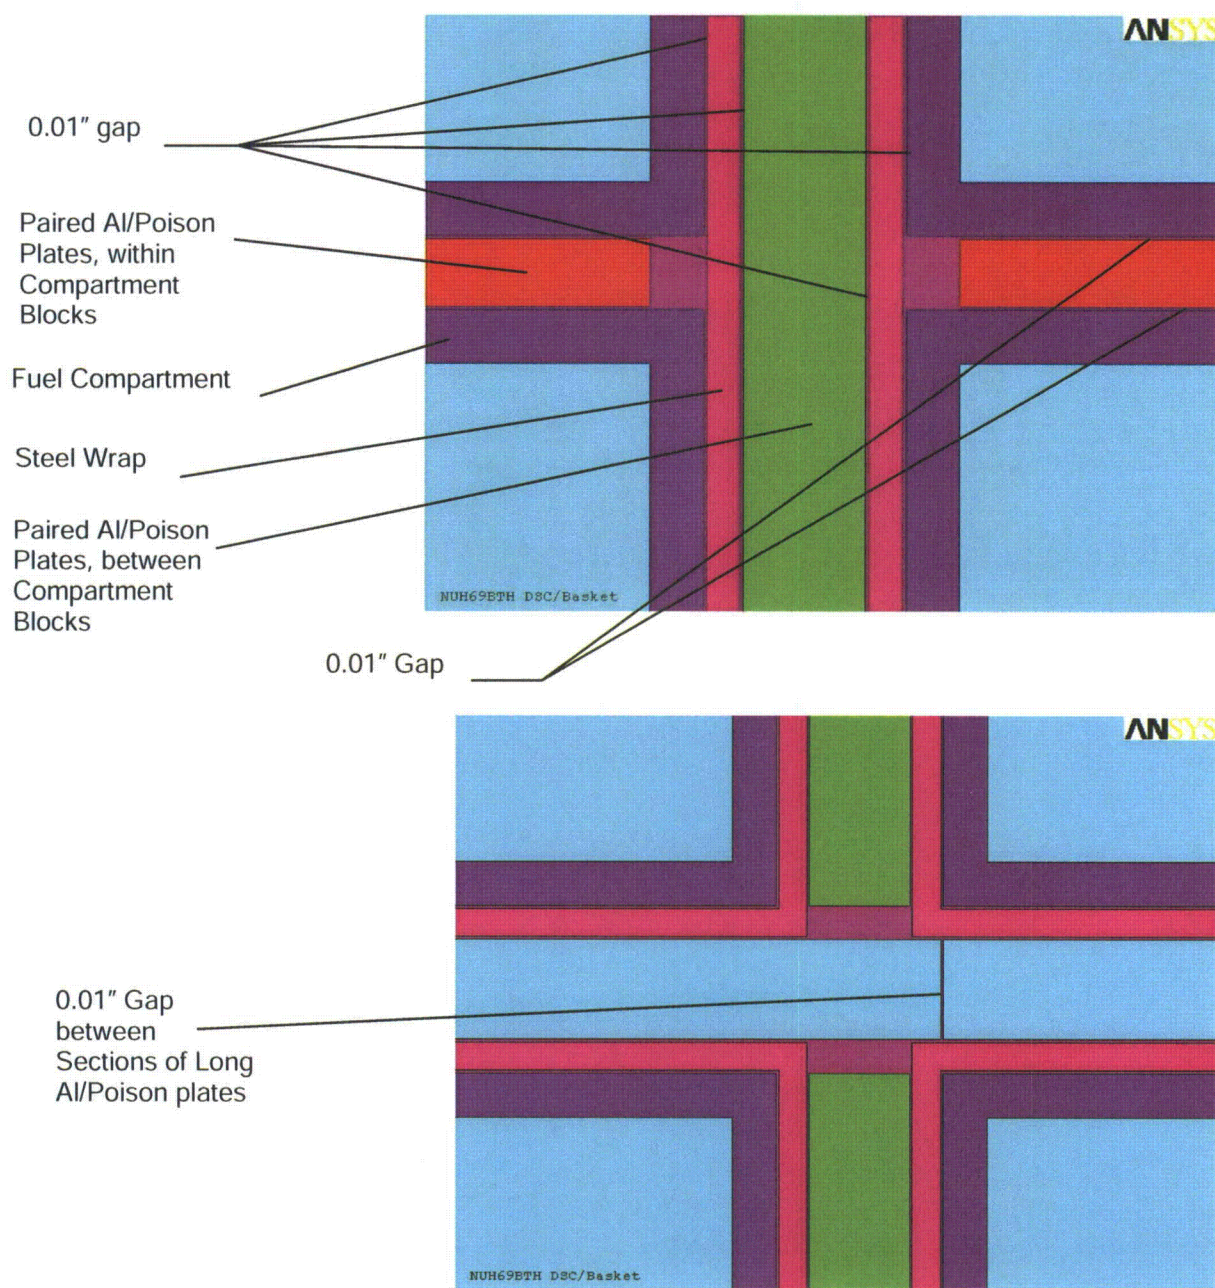 ANSYS
0.01" gap
Paired Al/Poison
Plates, within
Compartment
Blocks
Fuel Compartment
Steel Wrap
Paired Al/Poison
Plates, between
Compartment
Blocks
NUH69BTH DSC/Basket
0.01" Gap
ANSYS
0.01" Gap
between
Sections of Long
Al/Poison plates
NUH69BTH DSC/Basket